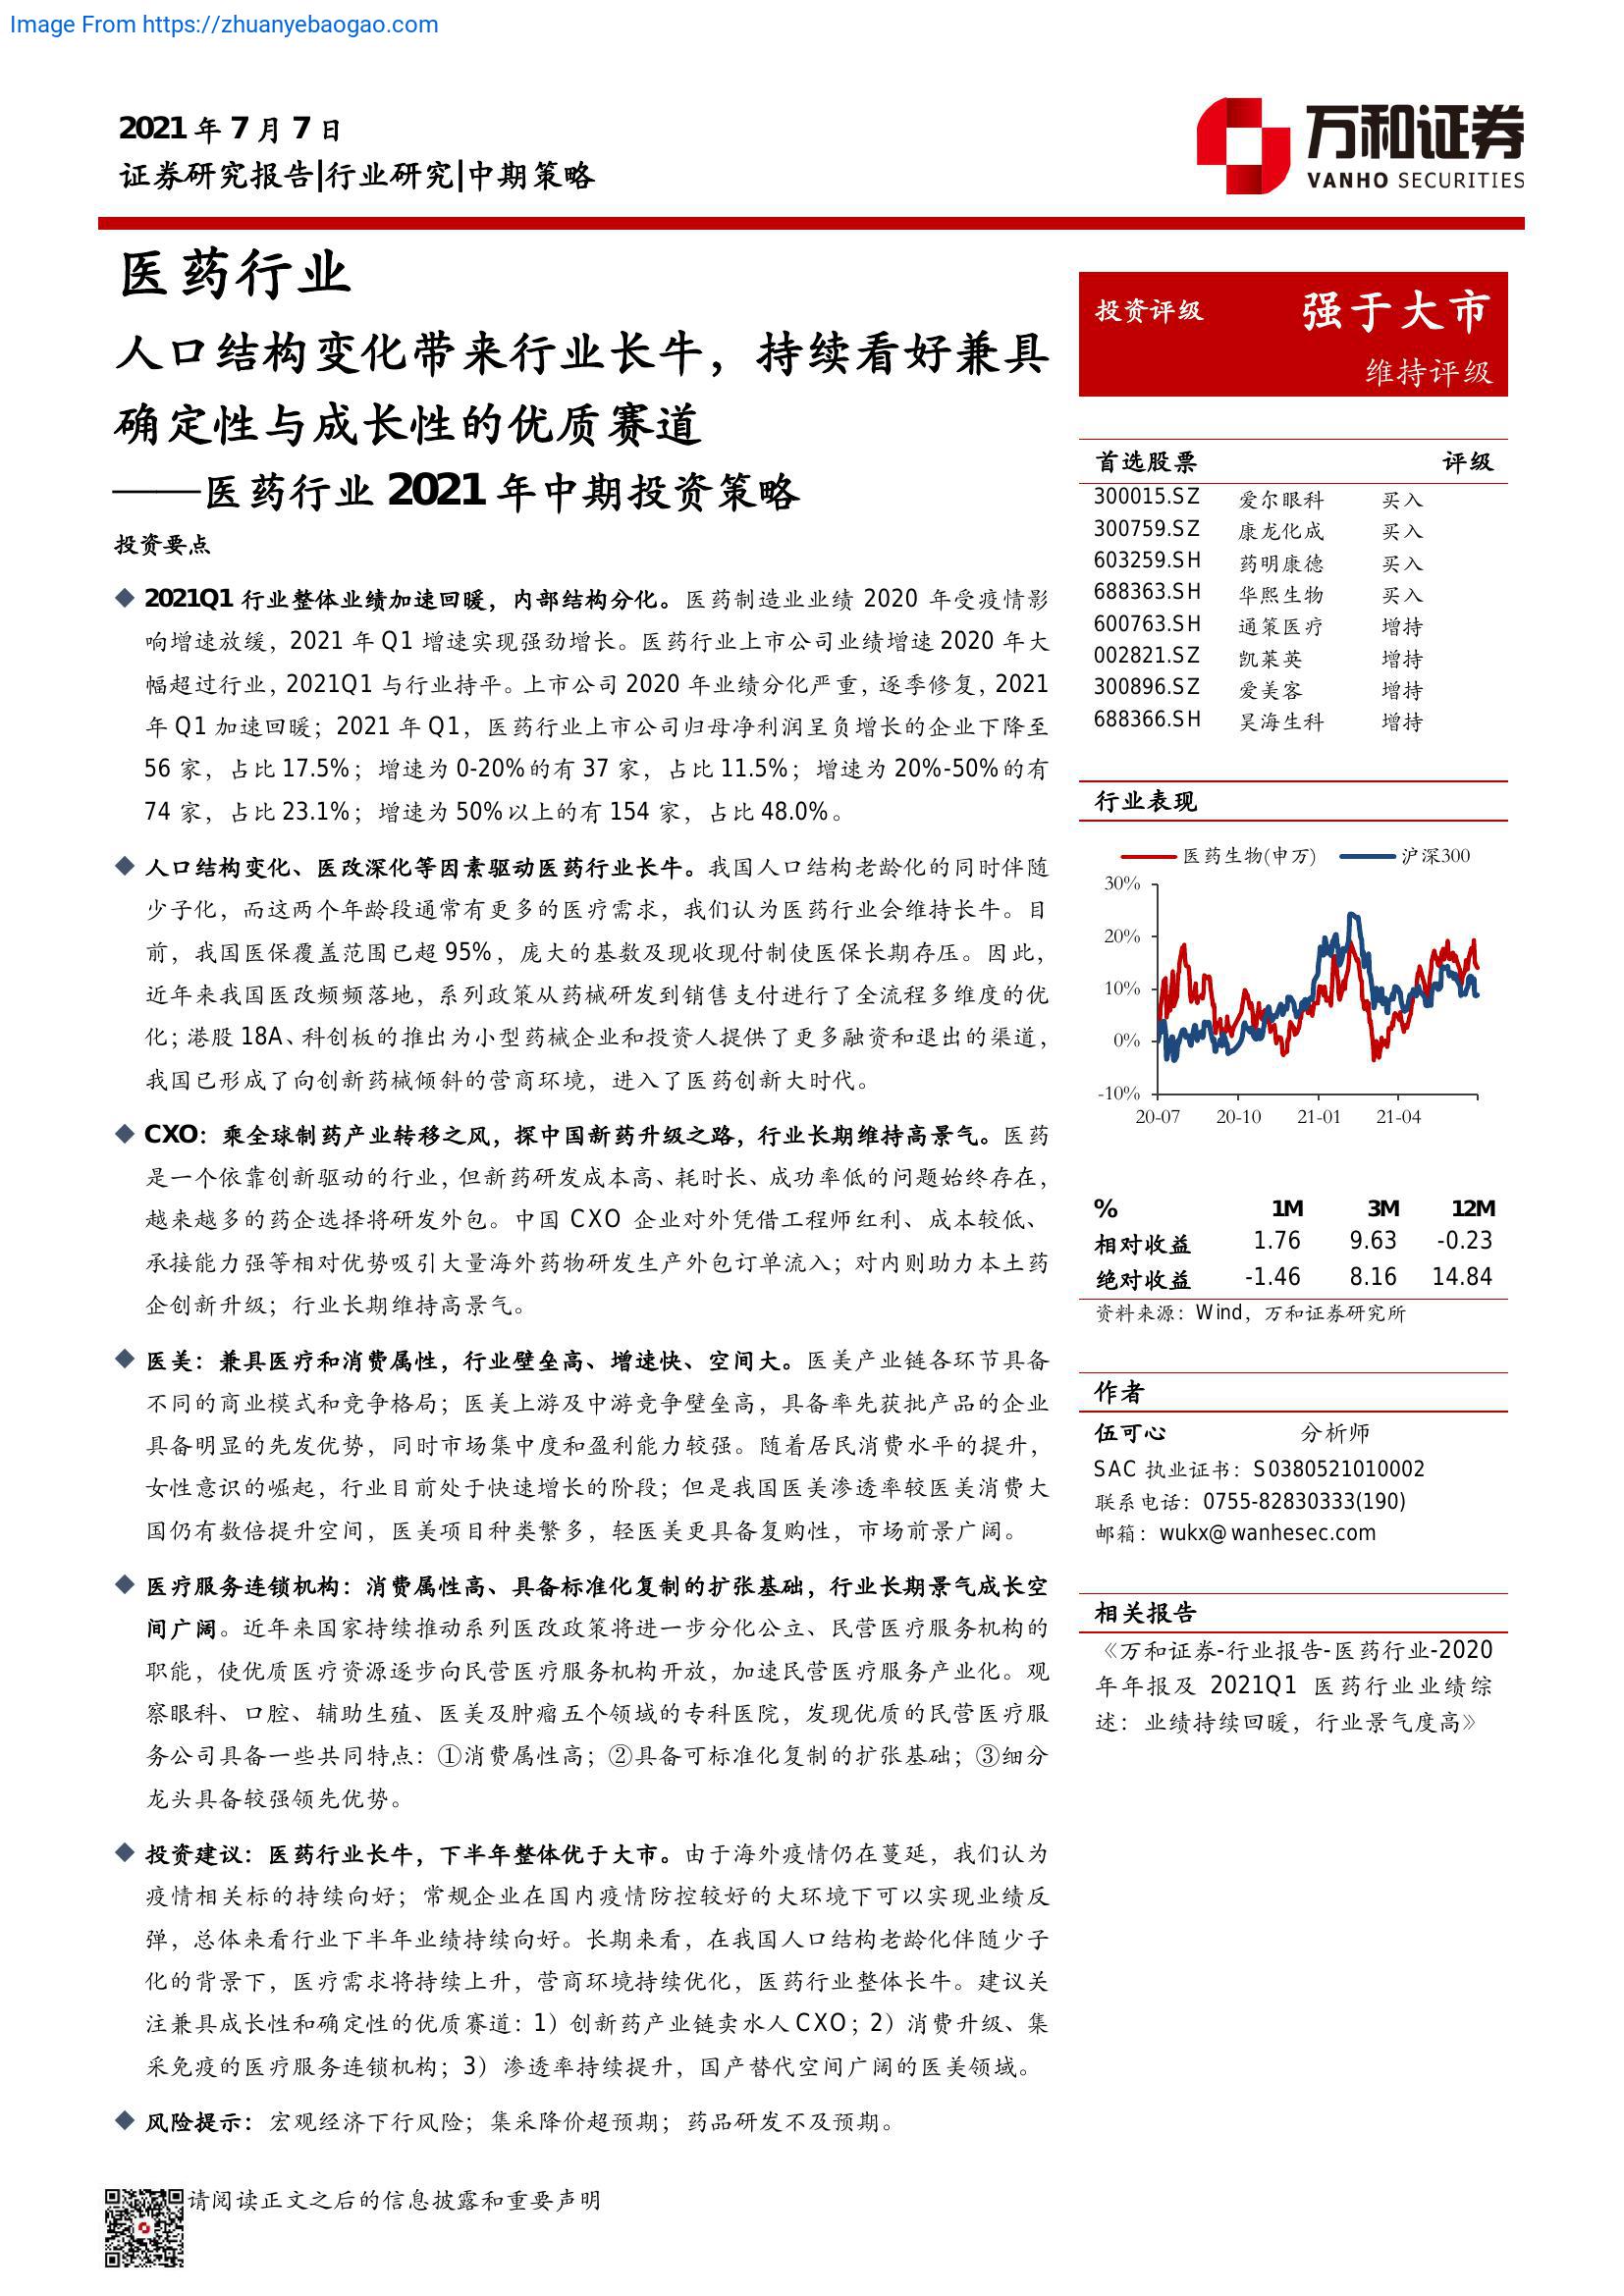 Image From https://zhuanyebaogao.com
2021 年 7 月 7 日
证券研究报告|行业研究|中期策略
万和证券
VANHO SECURITIES
医药行业
人口结构变化带来行业长牛，持续看好兼具
确定性与成长性的优质赛道
——医药行业 2021 年中期投资策略
投资要点
◆ 2021Q1 行业整体业绩加速回暖，内部结构分化。医药制造业业绩 2020 年受疫情影
响增速放缓，2021 年 Q1 增速实现强劲增长。医药行业上市公司业绩增速 2020 年大
幅超过行业，2021Q1 与行业持平。上市公司 2020 年业绩分化严重，逐季修复，2021
年 Q1 加速回暖；2021 年 Q1，医药行业上市公司归母净利润呈负增长的企业下降至
56 家，占比 17.5%；增速为 0-20%的有 37 家，占比 11.5%；增速为 20%-50%的有
74 家，占比 23.1%；增速为 50%以上的有 154 家，占比 48.0%。
◆ 人口结构变化、医改深化等因素驱动医药行业长牛。我国人口结构老龄化的同时伴随
少子化，而这两个年龄段通常有更多的医疗需求，我们认为医药行业会维持长牛。目
前，我国医保覆盖范围已超 95%，庞大的基数及现收现付制使医保长期存压。因此，
近年来我国医改频频落地，系列政策从药械研发到销售支付进行了全流程多维度的优
化；港股 18A、科创板的推出为小型药械企业和投资人提供了更多融资和退出的渠道，
我国已形成了向创新药械倾斜的营商环境，进入了医药创新大时代。
◆ CXO：乘全球制药产业转移之风，探中国新药升级之路，行业长期维持高景气。医药
是一个依靠创新驱动的行业，但新药研发成本高、耗时长、成功率低的问题始终存在，
越来越多的药企选择将研发外包。中国 CXO 企业对外凭借工程师红利、成本较低、
承接能力强等相对优势吸引大量海外药物研发生产外包订单流入；对内则助力本土药
企创新升级；行业长期维持高景气。
◆ 医美：兼具医疗和消费属性，行业壁垒高、增速快、空间大。医美产业链各环节具备
不同的商业模式和竞争格局；医美上游及中游竞争壁垒高，具备率先获批产品的企业
具备明显的先发优势，同时市场集中度和盈利能力较强。随着居民消费水平的提升，
女性意识的崛起，行业目前处于快速增长的阶段；但是我国医美渗透率较医美消费大
国仍有数倍提升空间，医美项目种类繁多，轻医美更具备复购性，市场前景广阔。
◆ 医疗服务连锁机构：消费属性高、具备标准化复制的扩张基础，行业长期景气成长空
间广阔。近年来国家持续推动系列医改政策将进一步分化公立、民营医疗服务机构的
职能，使优质医疗资源逐步向民营医疗服务机构开放，加速民营医疗服务产业化。观
察眼科、口腔、辅助生殖、医美及肿瘤五个领域的专科医院，发现优质的民营医疗服
务公司具备一些共同特点：①消费属性高；②具备可标准化复制的扩张基础；③细分
龙头具备较强领先优势。
◆ 投资建议：医药行业长牛，下半年整体优于大市。由于海外疫情仍在蔓延，我们认为
疫情相关标的持续向好；常规企业在国内疫情防控较好的大环境下可以实现业绩反
弹，总体来看行业下半年业绩持续向好。长期来看，在我国人口结构老龄化伴随少子
化的背景下，医疗需求将持续上升，营商环境持续优化，医药行业整体长牛。建议关
注兼具成长性和确定性的优质赛道：1）创新药产业链卖水人 CXO；2）消费升级、集
采免疫的医疗服务连锁机构；3）渗透率持续提升，国产替代空间广阔的医美领域。
◆ 风险提示：宏观经济下行风险；集采降价超预期；药品研发不及预期。
投资评级 强于大市
维持评级
首选股票 评级
300015.SZ 爱尔眼科 买入
300759.SZ 康龙化成 买入
603259.SH 药明康德 买入
688363.SH 华熙生物 买入
600763.SH 通策医疗 增持
002821.SZ 凯莱英 增持
300896.SZ 爱美客 增持
688366.SH 昊海生科 增持
行业表现
医药生物(申万) 沪深300
30%
20%
10%
0%
-10%
20-07 20-10 21-01 21-04
% 1M 3M 12M
相对收益 1.76 9.63 -0.23
绝对收益 -1.46 8.16 14.84
资料来源：Wind，万和证券研究所
作者
伍可心 分析师
SAC 执业证书：S0380521010002
联系电话：0755-82830333(190)
邮箱：wukx@wanhesec.com
相关报告
《万和证券-行业报告-医药行业-2020
年年报及 2021Q1 医药行业业绩综
述：业绩持续回暖，行业景气度高》
请阅读正文之后的信息披露和重要声明